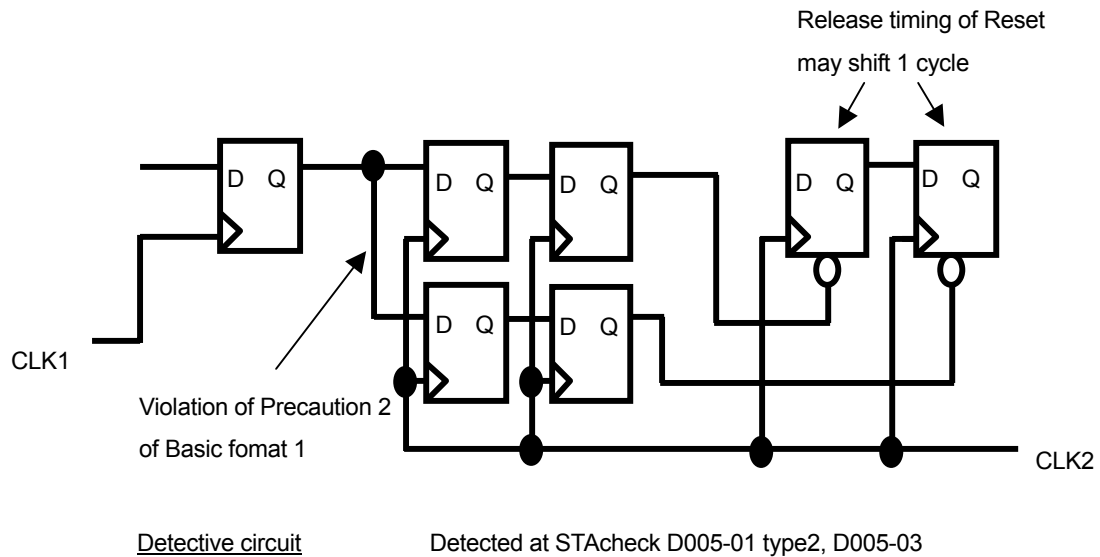 Release timing of Reset
may shift 1 cycle
D Q
D Q
D Q
D Q
D Q
D Q
D Q
CLK1
Violation of Precaution 2
of Basic fomat 1
CLK2
Detective circuit
Detected at STAcheck D005-01 type2, D005-03